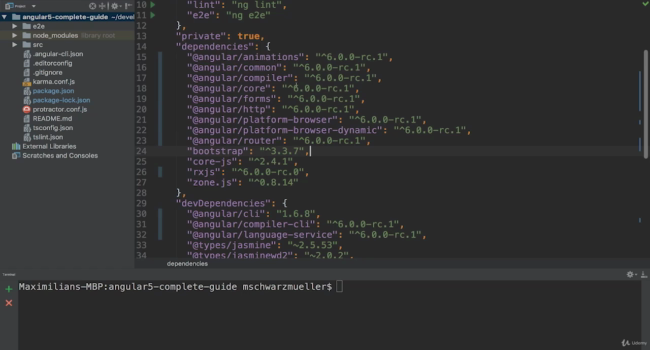 Project
angular5-complete-guide ~/devel
e2e
node_modules library root
src
.angular-cli.json
.editorconfig
.gitignore
karma.conf.js
package.json
package-lock.json
protractor.conf.js
README.md
tsconfig.json
tslint.json
External Libraries
Scratches and Consoles
10 "lint": "ng lint",
11 "e2e": "ng e2e"
12 },
13 "private": true,
14 "dependencies": {
15 "@angular/animations": "^6.0.0-rc.1",
16 "@angular/common": "^6.0.0-rc.1",
17 "@angular/compiler": "^6.0.0-rc.1",
18 "@angular/core": "^6.0.0-rc.1",
19 "@angular/forms": "^6.0.0-rc.1",
20 "@angular/http": "^6.0.0-rc.1",
21 "@angular/platform-browser": "^6.0.0-rc.1",
22 "@angular/platform-browser-dynamic": "^6.0.0-rc.1",
23 "@angular/router": "^6.0.0-rc.1",
24 "bootstrap": "^3.3.7",
25 "core-js": "^2.4.1",
26 "rxjs": "^6.0.0-rc.0",
27 "zone.js": "^0.8.14"
28 },
29 "devDependencies": {
30 "@angular/cli": "1.6.8",
31 "@angular/compiler-cli": "^6.0.0-rc.1",
32 "@angular/language-service": "^6.0.0-rc.1",
33 "@types/jasmine": "~2.5.53",
34 "@types/jasminewd2": "~2.0.2",
dependencies
Terminal
Maximilians-MBP:angular5-complete-guide mschwarzmueller$
Udemy